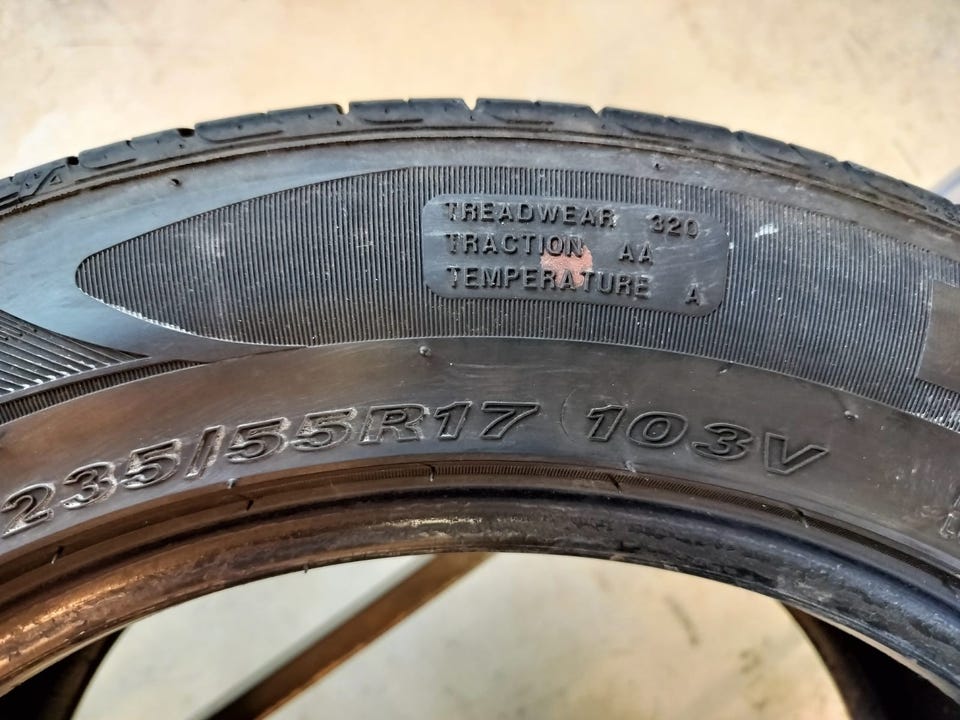 TREADWEAR 320
TRACTION AA
TEMPERATURE A
235/55R17 103V